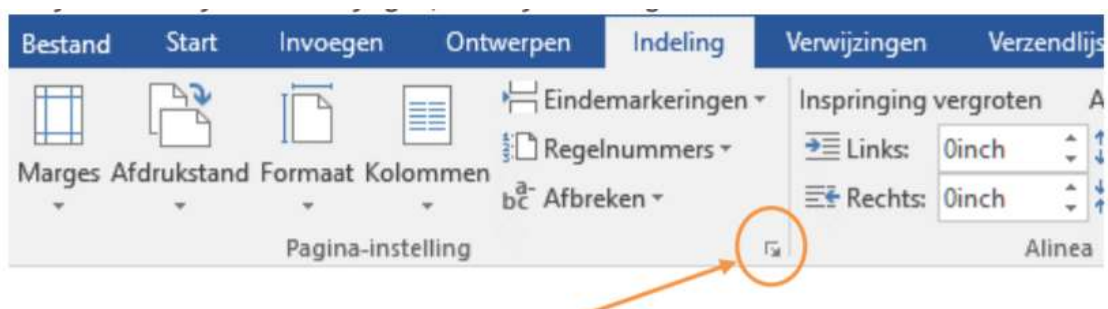 Bestand Start Invoegen Ontwerpen Indeling Verwijzingen
Marges Afdrukstand Formaat Kolommen
Eindemarkeringen
Regelnummers
Afbreken
Pagina-instelling
Inspringing vergroten
Links: 0inch
Rechts: 0inch
Alinea